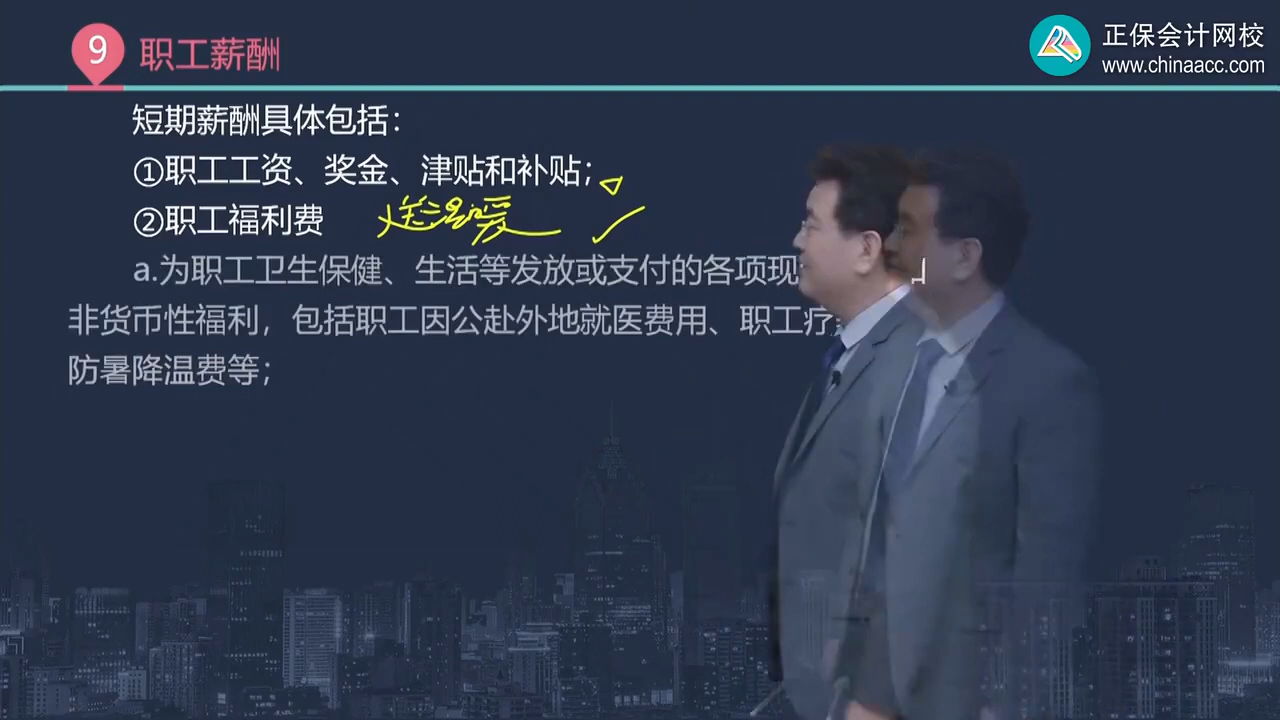 9 职工薪酬
正保会计网校
www.chinaacc.com
短期薪酬具体包括：
①职工工资、奖金、津贴和补贴；
②职工福利费 送温暖
a.为职工卫生保健、生活等发放或支付的各项现
非货币性福利，包括职工因公赴外地就医费用、职工疗
防暑降温费等；